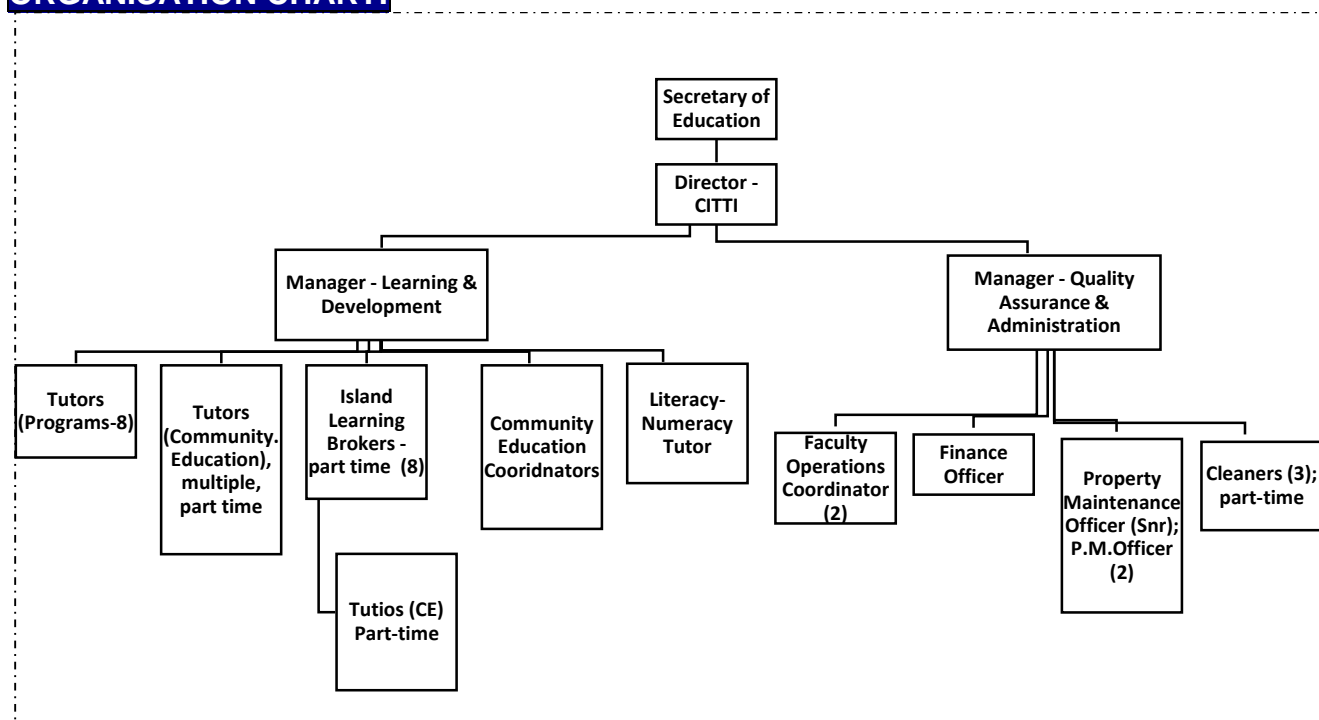 ORGANISATION CHART:
Secretary of
Education
Director -
CITTI
Manager - Learning &
Development
Manager - Quality
Assurance &
Administration
Tutors
(Programs-8)
Tutors
(Community.
Education),
multiple,
part time
Island
Learning
Brokers -
part time (8)
Community
Education
Cooridnators
Literacy-
Numeracy
Tutor
Faculty
Operations
Coordinator
(2)
Finance
Officer
Property
Maintenance
Officer (Snr);
P.M.Officer
(2)
Cleaners (3);
part-time
Tutios (CE)
Part-time